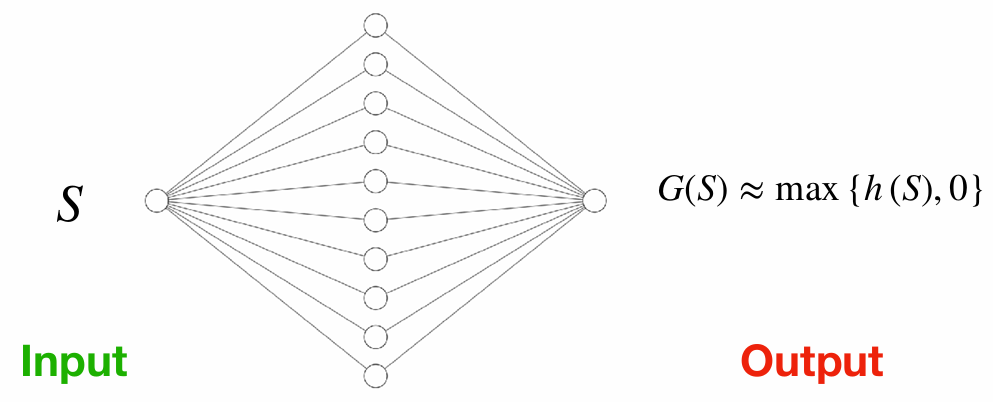 S
G(S) ≈ max {h (S), 0}
Input
Output